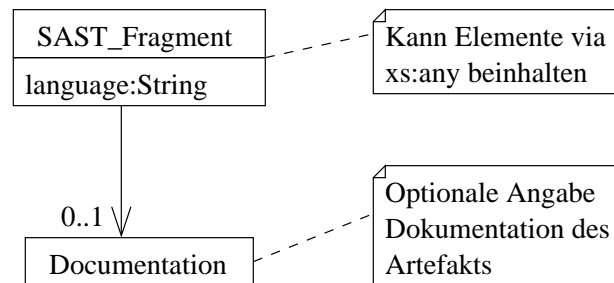 SAST_Fragment
language:String
Kann Elemente via
xs:any beinhalten
0..1
Documentation
Optionale Angabe
Dokumentation des
Artefakts